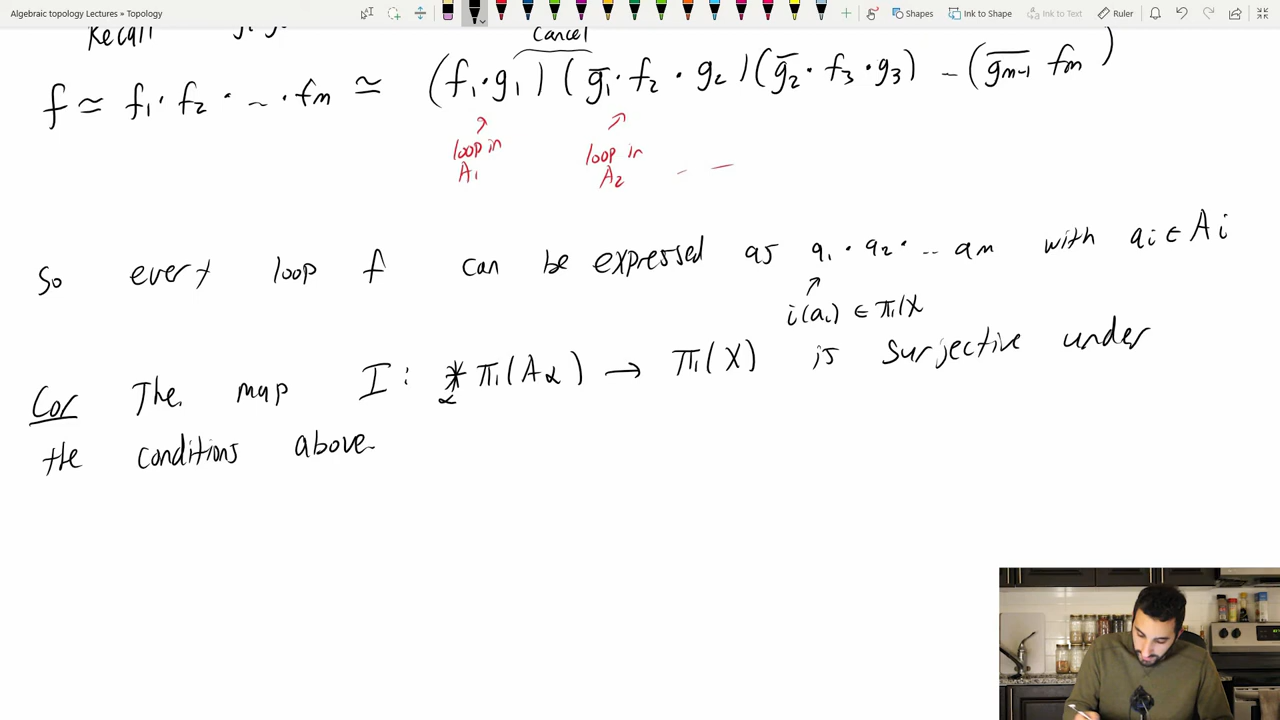 Algebraic topology Lectures » Topology
Shapes Ink to Shape Ink to Text Ruler
Recall
Cancel
f ≃ f₁ · f₂ · ~ · fm ≃ (f₁·g₁)(g̅₁·f₂·g₂)(g̅₂·f₃·g₃) – (g̅m-1 fm)
loop in A₁
loop in A₂
So every loop f can be expressed as a₁ · a₂ · .. am with ai ∈ Ai
i(ai) ∈ π₁(X
Cor The map I : *α π₁(Aα) → π₁(X) is surjective under
the conditions above